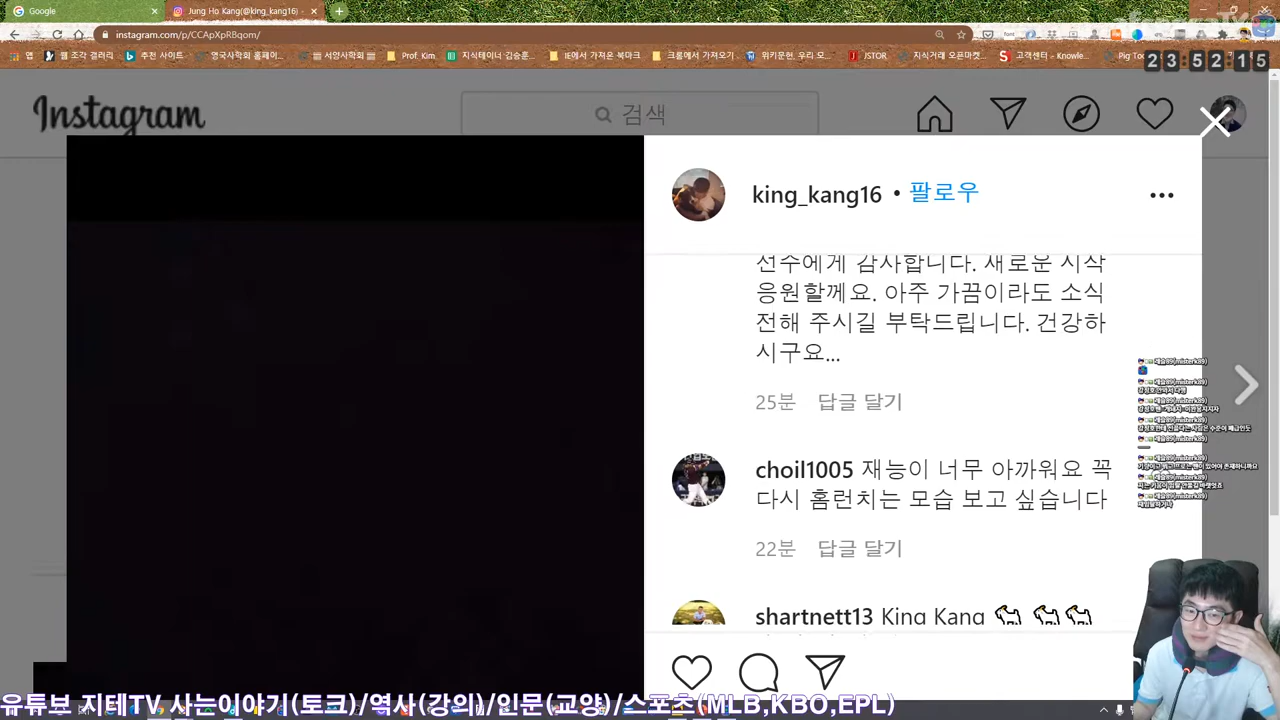 Google
Jung Ho Kang(@king_kang16) -
instagram.com/p/CCApXpRBqom/
앱
웹 조각 갤러리
추천 사이트
영국사학회 홈페이...
== 서양사학회 ==
Prof. Kim
지식테이너 김승훈...
IE에서 가져온 북마크
크롬에서 가져오기
위키문헌, 우리 모...
JSTOR
지식거래 오픈마켓...
고객센터 - Knowle...
23:52:15
Instagram
검색
king_kang16 • 팔로우
선수에게 감사합니다. 새로운 시작
응원할께요. 아주 가끔이라도 소식
전해 주시길 부탁드립니다. 건강하
시구요...
25분 답글 달기
choil1005 재능이 너무 아까워요 꼭
다시 홈런치는 모습 보고 싶습니다
22분 답글 달기
shartnett13 King Kang
유튜브 지테TV 사는이야기(토크)/역사(강의)/인문(교양)/스포츠(MLB,KBO,EPL)